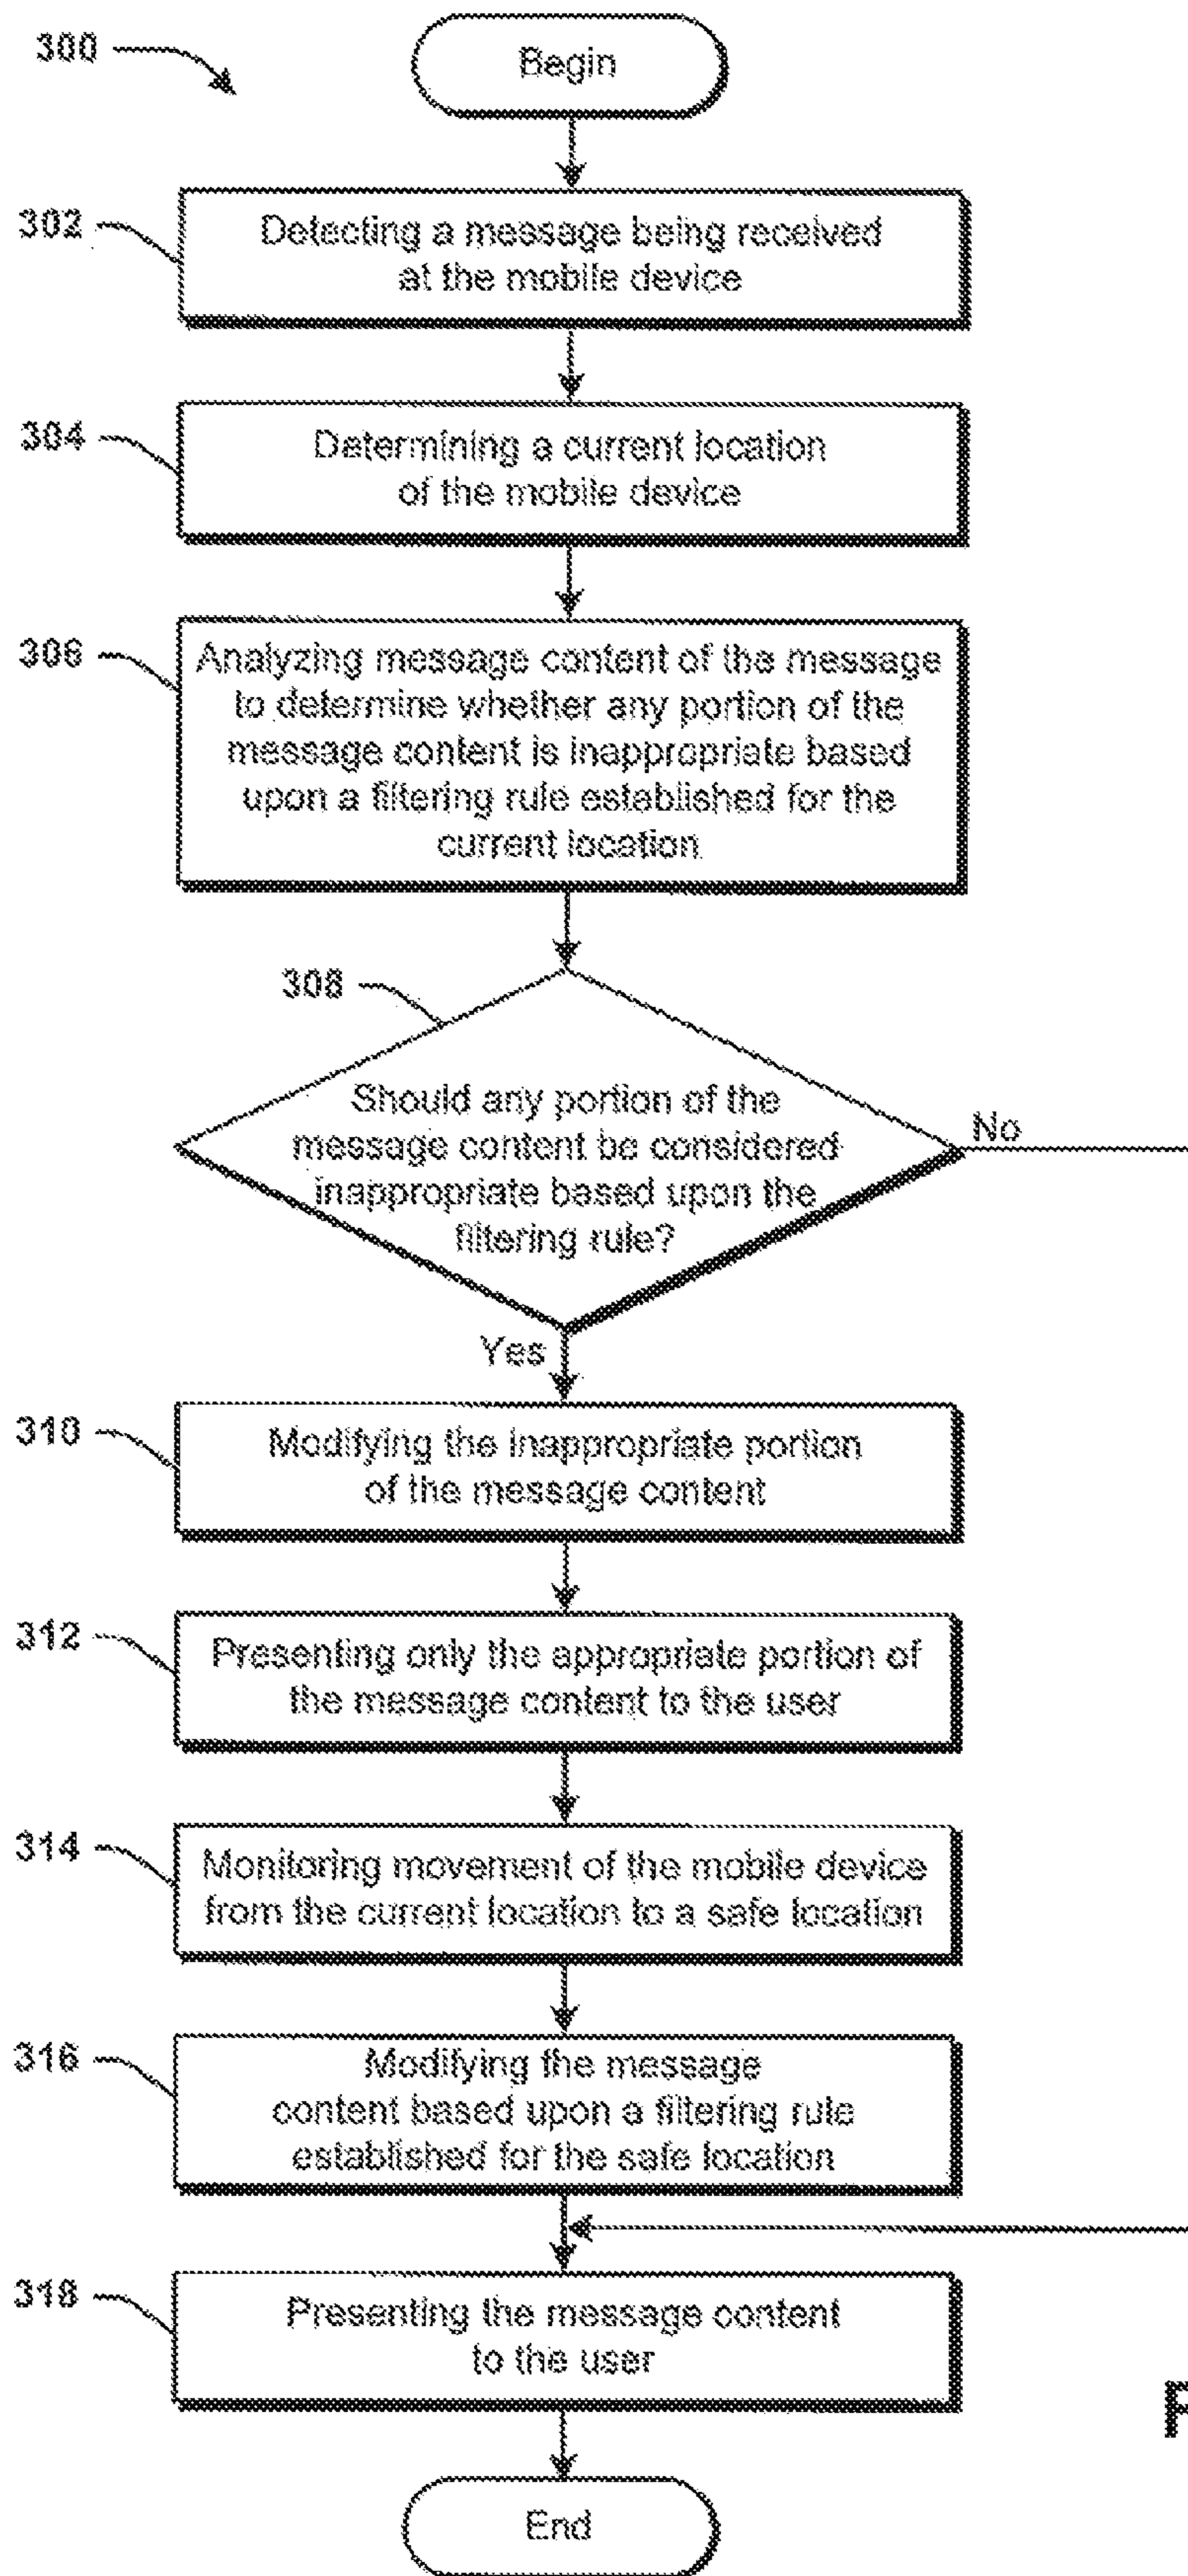 300
Begin
302
Detecting a message being received
at the mobile device
304
Determining a current location
of the mobile device
306
Analyzing message content of the message
to determine whether any portion of the
message content is inappropriate based
upon a filtering rule established for the
current location
308
Should any portion of the
message content be considered
inappropriate based upon the
filtering rule?
No
Yes
310
Modifying the inappropriate portion
of the message content
312
Presenting only the appropriate portion of
the message content to the user
314
Monitoring movement of the mobile device
from the current location to a safe location
316
Modifying the message
content based upon a filtering rule
established for the safe location
318
Presenting the message content
to the user
End